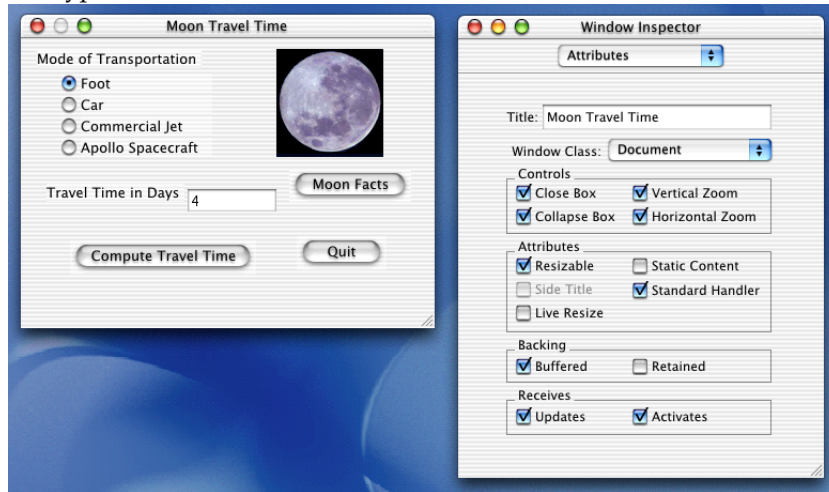 Moon Travel Time
Mode of Transportation
Foot
Car
Commercial Jet
Apollo Spacecraft
Moon Facts
Travel Time in Days 4
Compute Travel Time
Quit
Window Inspector
Attributes
Title: Moon Travel Time
Window Class: Document
Controls
Close Box Vertical Zoom
Collapse Box Horizontal Zoom
Attributes
Resizable Static Content
Side Title Standard Handler
Live Resize
Backing
Buffered Retained
Receives
Updates Activates